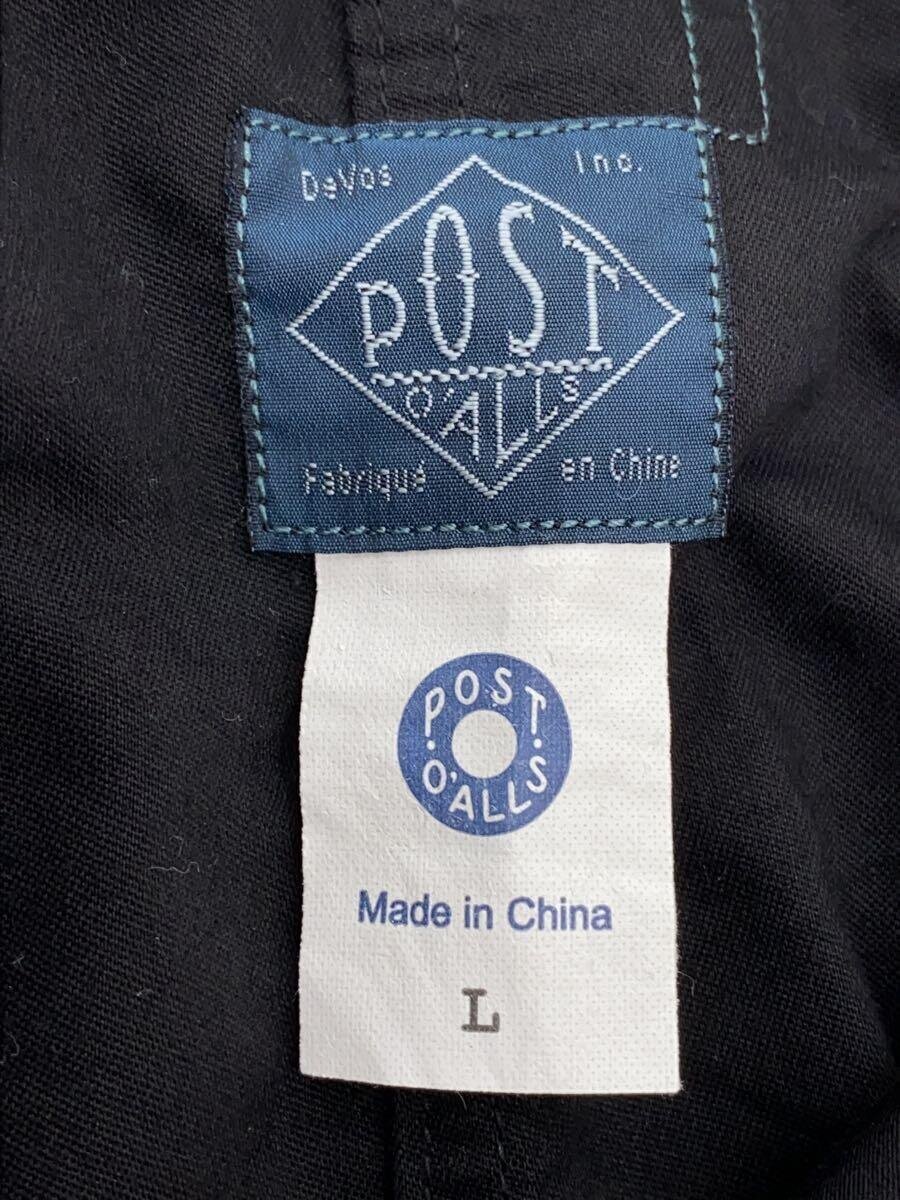 DeVos Inc.
POST
O'ALLS
Fabriqué en Chine
POST
O'ALLS
Made in China
L